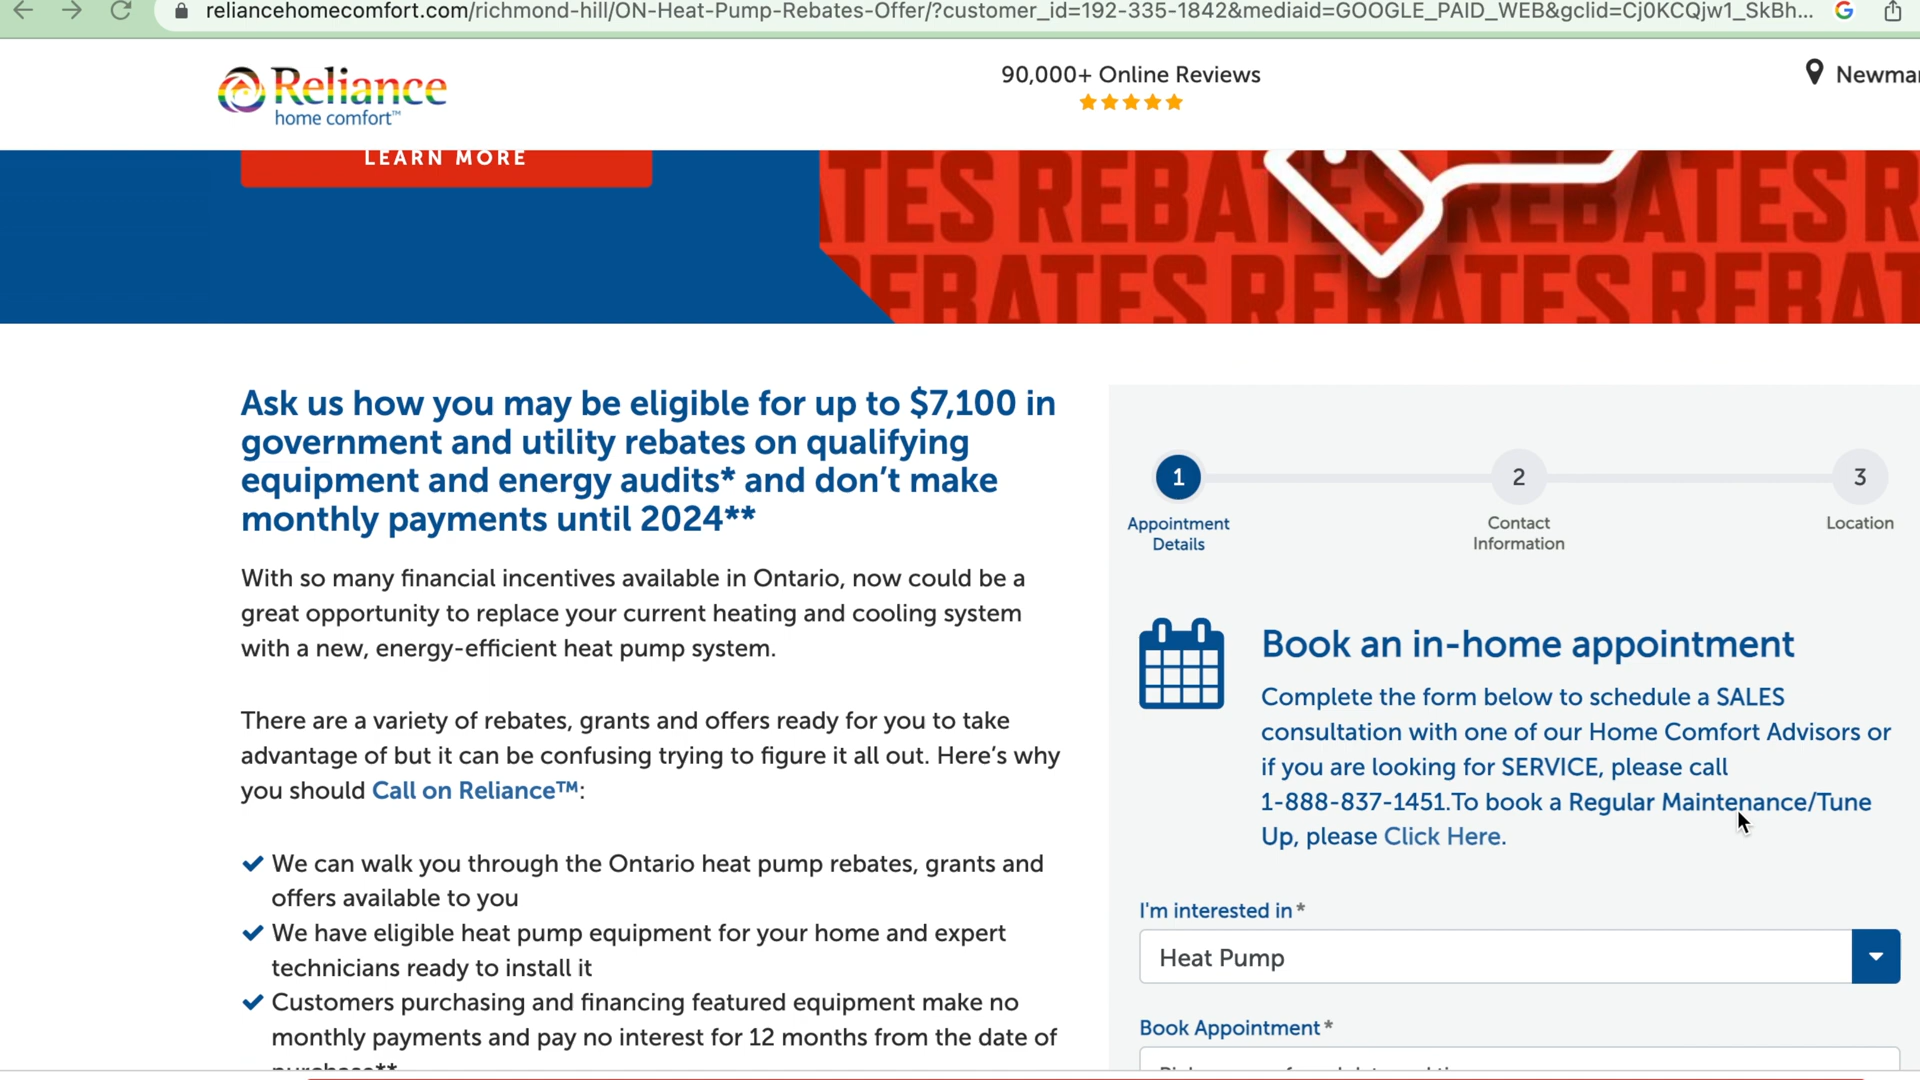 reliancehomecomfort.com/richmond-hill/ON-Heat-Pump-Rebates-Offer/?customer_id=192-335-1842&mediaid=GOOGLE_PAID_WEB&gclid=Cj0KCQjw1_SkBh...
Reliance
home comfort™
90,000+ Online Reviews
Newmar
LEARN MORE
TES REBATES REBATES R
REBATES REBATES REBAT
Ask us how you may be eligible for up to $7,100 in
government and utility rebates on qualifying
equipment and energy audits* and don’t make
monthly payments until 2024**
With so many financial incentives available in Ontario, now could be a
great opportunity to replace your current heating and cooling system
with a new, energy-efficient heat pump system.
There are a variety of rebates, grants and offers ready for you to take
advantage of but it can be confusing trying to figure it all out. Here’s why
you should Call on Reliance™:
We can walk you through the Ontario heat pump rebates, grants and
offers available to you
We have eligible heat pump equipment for your home and expert
technicians ready to install it
Customers purchasing and financing featured equipment make no
monthly payments and pay no interest for 12 months from the date of
purchase**
1
2
3
Appointment
Details
Contact
Information
Location
Book an in-home appointment
Complete the form below to schedule a SALES
consultation with one of our Home Comfort Advisors or
if you are looking for SERVICE, please call
1-888-837-1451.To book a Regular Maintenance/Tune
Up, please Click Here.
I'm interested in*
Heat Pump
Book Appointment*